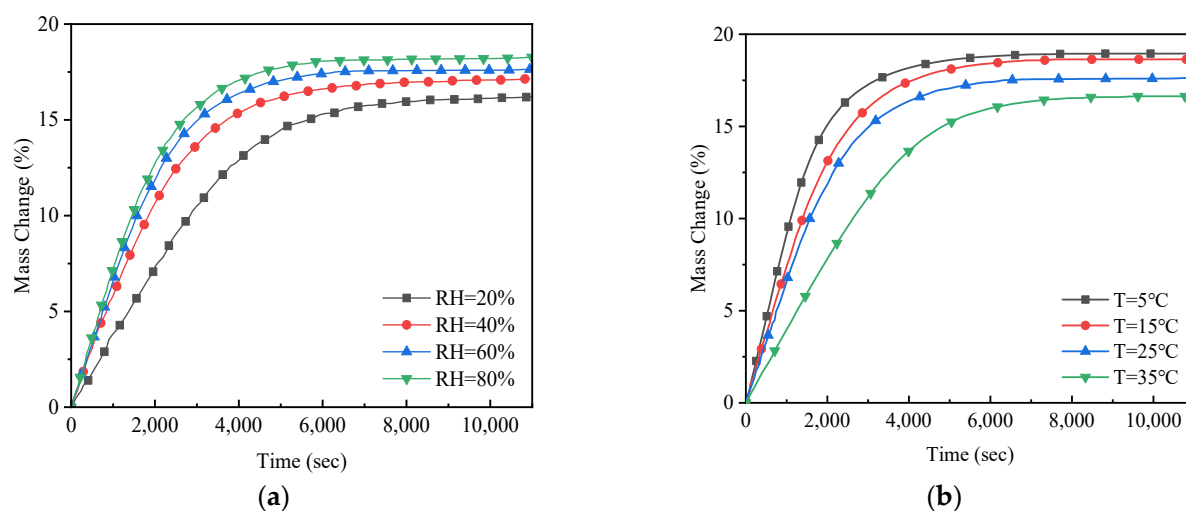 20
15
10
5
0
Mass Change (%)
RH=20%
RH=40%
RH=60%
RH=80%
0 2,000 4,000 6,000 8,000 10,000
Time (sec)
(a)
20
15
10
5
0
Mass Change (%)
T=5℃
T=15℃
T=25℃
T=35℃
0 2,000 4,000 6,000 8,000 10,000
Time (sec)
(b)